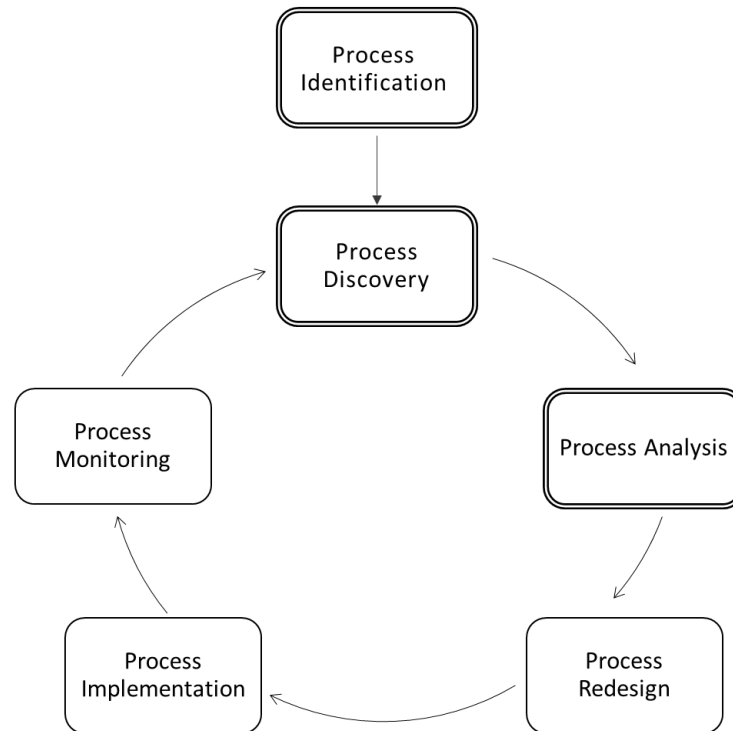 Process
Identification
Process
Discovery
Process Analysis
Process
Redesign
Process
Implementation
Process
Monitoring